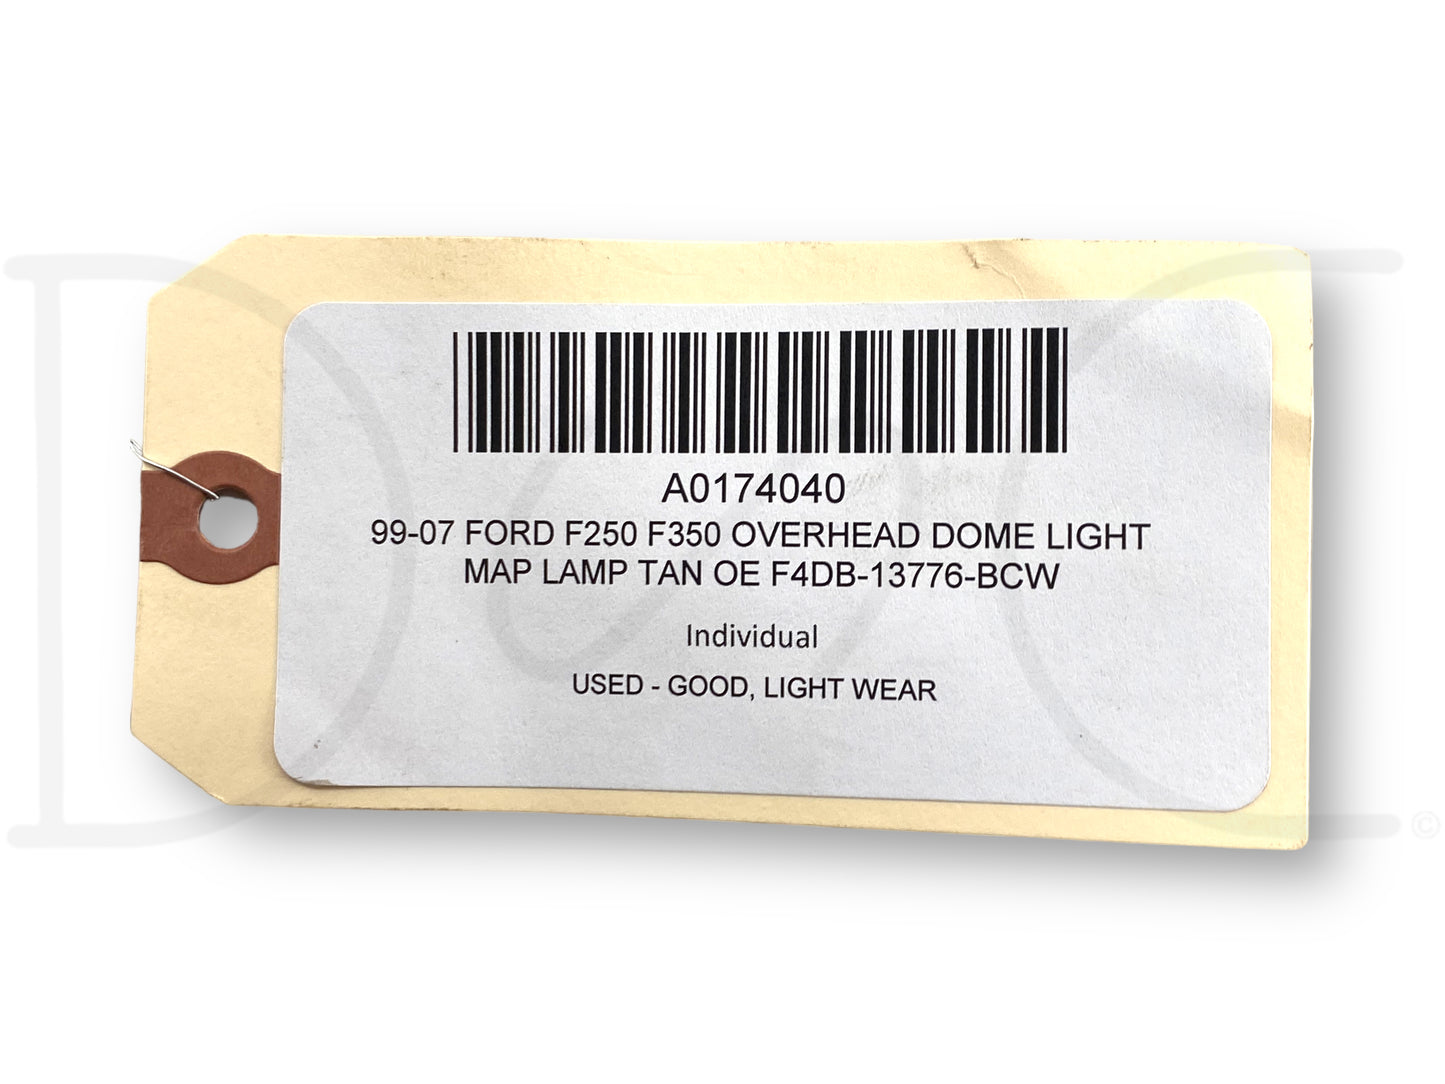 A0174040
99-07 FORD F250 F350 OVERHEAD DOME LIGHT
MAP LAMP TAN OE F4DB-13776-BCW
Individual
USED - GOOD, LIGHT WEAR
D&C
©